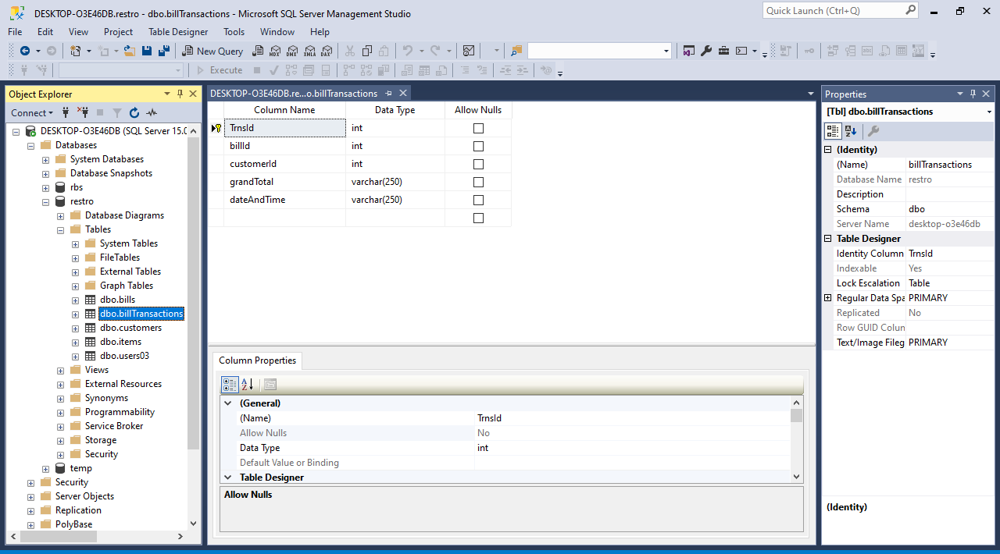 DESKTOP-O3E46DB.restro - dbo.billTransactions - Microsoft SQL Server Management Studio
Quick Launch (Ctrl+Q)
File Edit View Project Table Designer Tools Window Help
New Query MDX DMX XMLA DAX
Execute
Object Explorer
Connect
DESKTOP-O3E46DB (SQL Server 15.0
Databases
System Databases
Database Snapshots
rbs
restro
Database Diagrams
Tables
System Tables
FileTables
External Tables
Graph Tables
dbo.bills
dbo.billTransactions
dbo.customers
dbo.items
dbo.users03
Views
External Resources
Synonyms
Programmability
Service Broker
Storage
Security
temp
Security
Server Objects
Replication
PolyBase
DESKTOP-O3E46DB.re...o.billTransactions
Column Name Data Type Allow Nulls
TrnsId int
billId int
customerId int
grandTotal varchar(250)
dateAndTime varchar(250)
Column Properties
(General)
(Name) TrnsId
Allow Nulls No
Data Type int
Default Value or Binding
Table Designer
Allow Nulls
Properties
[Tbl] dbo.billTransactions
(Identity)
(Name) billTransactions
Database Name restro
Description
Schema dbo
Server Name desktop-o3e46db
Table Designer
Identity Column TrnsId
Indexable Yes
Lock Escalation Table
Regular Data Spa PRIMARY
Replicated No
Row GUID Colun
Text/Image Fileg PRIMARY
(Identity)